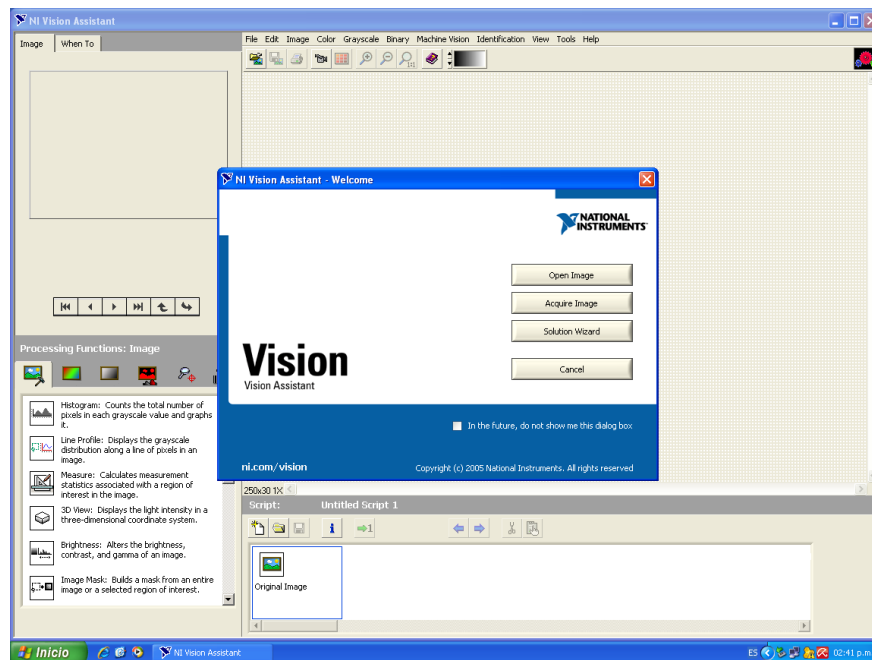 NI Vision Assistant
Image
When To
File Edit Image Color Grayscale Binary Machine Vision Identification View Tools Help
1:1
NI Vision Assistant - Welcome
NATIONAL
INSTRUMENTS
Open Image
Acquire Image
Solution Wizard
Cancel
Vision
Vision Assistant
In the future, do not show me this dialog box
ni.com/vision
Copyright (c) 2005 National Instruments. All rights reserved
Processing Functions: Image
Histogram: Counts the total number of
pixels in each grayscale value and graphs
it.
Line Profile: Displays the grayscale
distribution along a line of pixels in an
image.
Measure: Calculates measurement
statistics associated with a region of
interest in the image.
3D View: Displays the light intensity in a
three-dimensional coordinate system.
Brightness: Alters the brightness,
contrast, and gamma of an image.
Image Mask: Builds a mask from an entire
image or a selected region of interest.
250x30 1X
Script: Untitled Script 1
1
Original Image
Inicio
NI Vision Assistant
ES
02:41 p.m.